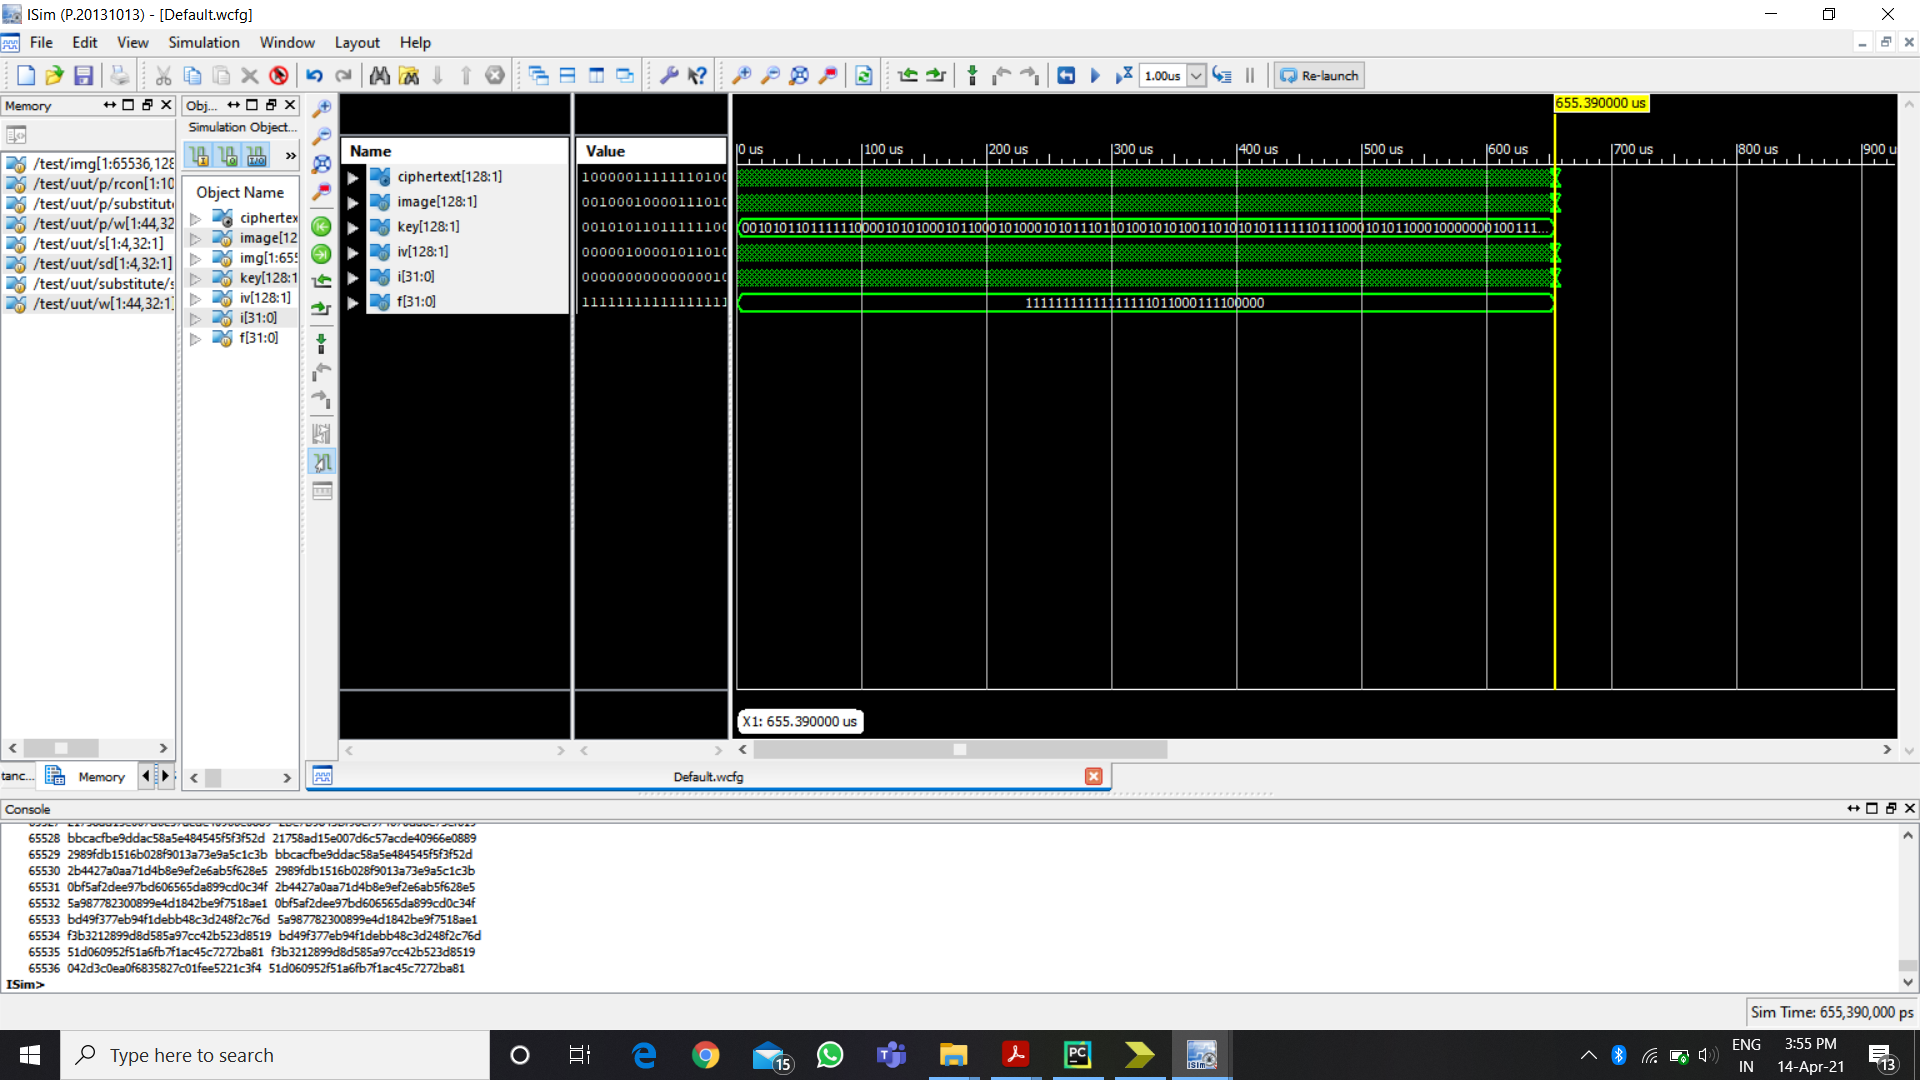 ISim (P.20131013) - [Default.wcfg]
File Edit View Simulation Window Layout Help
1.00us Re-launch
Memory
/test/img[1:65536,128
/test/uut/p/rcon[1:10
/test/uut/p/substitut
/test/uut/p/w[1:44,32
/test/uut/s[1:4,32:1]
/test/uut/sd[1:4,32:1]
/test/uut/substitute/s
/test/uut/w[1:44,32:1]
tanc... Memory
Obj...
Simulation Object...
Object Name
ciphertex
image[12
img[1:655
key[128:1
iv[128:1]
i[31:0]
f[31:0]
Name Value
ciphertext[128:1] 100000111111110100
image[128:1] 001000100001110101
key[128:1] 001010110111111100
iv[128:1] 000001000010110101
i[31:0] 000000000000000010
f[31:0] 111111111111111111
655.390000 us
0 us 100 us 200 us 300 us 400 us 500 us 600 us 700 us 800 us 900 u
11111111111111111011000111100000
X1: 655.390000 us
Default.wcfg
Console
65528 bbcacfbe9ddac58a5e484545f5f3f52d 21758ad15e007d6c57acde40966e0889
65529 2989fdb1516b028f9013a73e9a5c1c3b bbcacfbe9ddac58a5e484545f5f3f52d
65530 2b4427a0aa71d4b8e9ef2e6ab5f628e5 2989fdb1516b028f9013a73e9a5c1c3b
65531 0bf5af2dee97bd606565da899cd0c34f 2b4427a0aa71d4b8e9ef2e6ab5f628e5
65532 5a987782300899e4d1842be9f7518ae1 0bf5af2dee97bd606565da899cd0c34f
65533 bd49f377eb94f1debb48c3d248f2c76d 5a987782300899e4d1842be9f7518ae1
65534 f3b3212899d8d585a97cc42b523d8519 bd49f377eb94f1debb48c3d248f2c76d
65535 51d060952f51a6fb7f1ac45c7272ba81 f3b3212899d8d585a97cc42b523d8519
65536 042d3c0ea0f6835827c01fee5221c3f4 51d060952f51a6fb7f1ac45c7272ba81
ISim>
Sim Time: 655,390,000 ps
Type here to search
15
PC
ISim
ENG
IN
3:55 PM
14-Apr-21
13